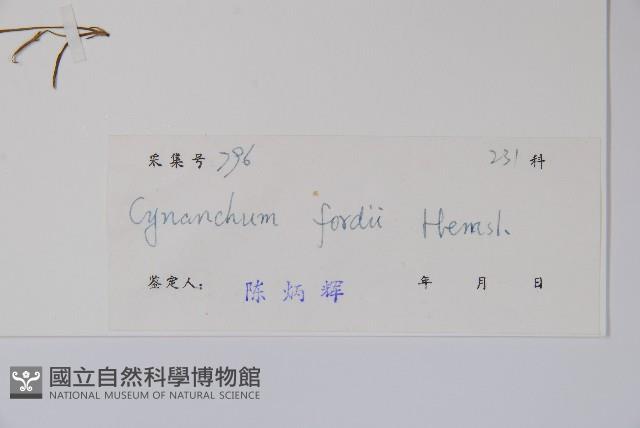 采集号 796 231 科
Cynanchum fordii Hemsl.
鉴定人: 陈炳辉 年 月 日
國立自然科學博物館
NATIONAL MUSEUM OF NATURAL SCIENCE